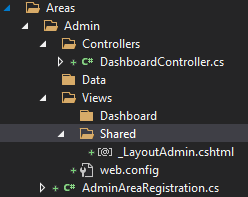 Areas
Admin
Controllers
+ C# DashboardController.cs
Data
Views
Dashboard
Shared
+ [@] _LayoutAdmin.cshtml
+ web.config
+ C# AdminAreaRegistration.cs